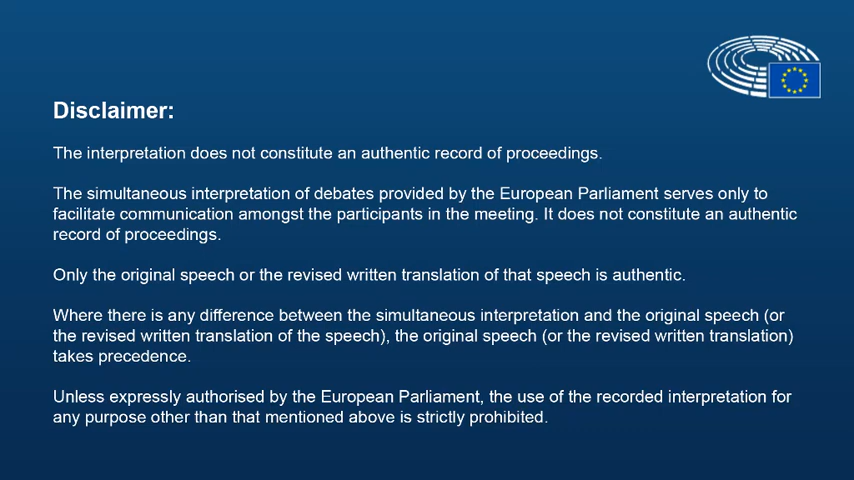 Disclaimer:
The interpretation does not constitute an authentic record of proceedings.
The simultaneous interpretation of debates provided by the European Parliament serves only to
facilitate communication amongst the participants in the meeting. It does not constitute an authentic
record of proceedings.
Only the original speech or the revised written translation of that speech is authentic.
Where there is any difference between the simultaneous interpretation and the original speech (or
the revised written translation of the speech), the original speech (or the revised written translation)
takes precedence.
Unless expressly authorised by the European Parliament, the use of the recorded interpretation for
any purpose other than that mentioned above is strictly prohibited.